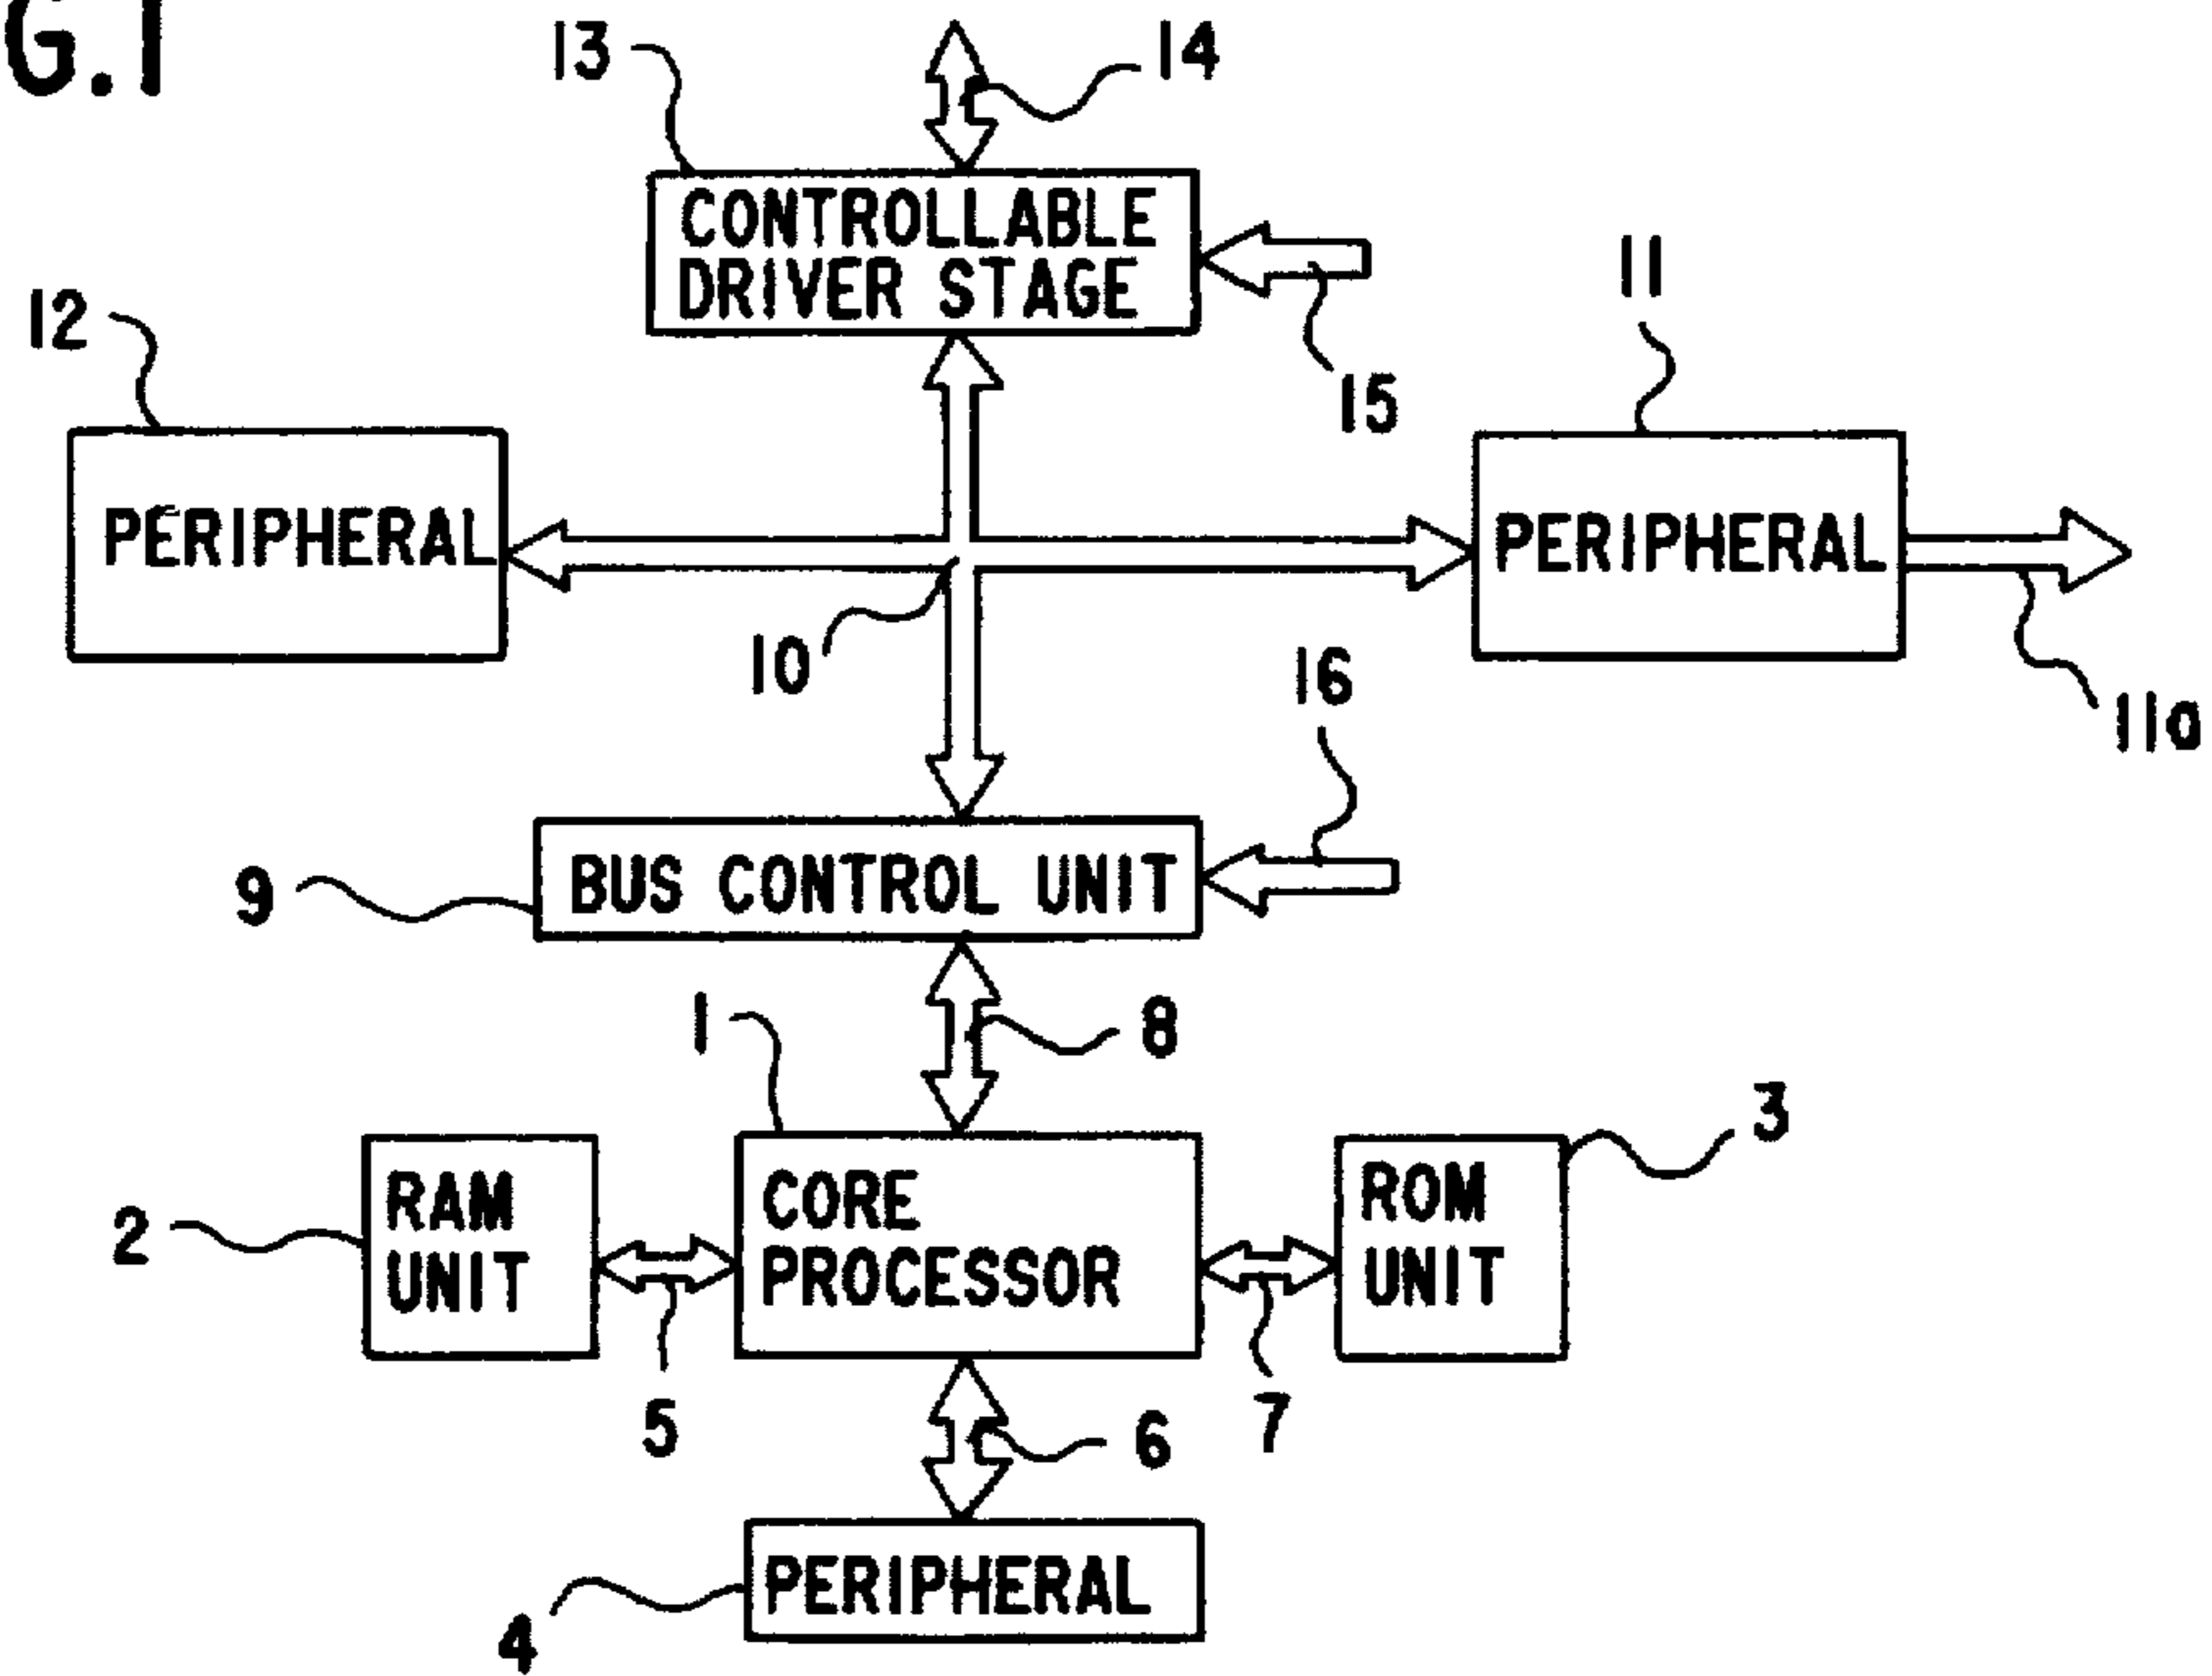 G.1
13
14
CONTROLLABLE
DRIVER STAGE
15
12
11
PERIPHERAL
PERIPHERAL
10
16
110
BUS CONTROL UNIT
9
1
8
3
RAM
UNIT
CORE
PROCESSOR
ROM
UNIT
2
5
6
7
PERIPHERAL
4